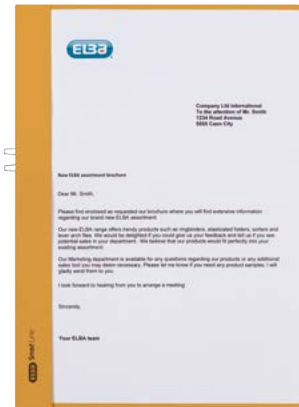 ELBA
Company Ltd International
To the attention of Mr. Smith
1234 Road Avenue
5500 Cann City
New ELBA assortment brochure
Dear Mr. Smith,
Please find enclosed as requested our brochure where you will find extensive information
regarding our brand new ELBA assortment
Our new ELBA range offers trendy products such as ringbinders, elasticated folders, sorters and
lever arch files. We would be delighted if you could give us your feedback and tell us if you see
potential sales in your department. We believe that our products would fit perfectly into your
existing assortment
Our Marketing department is available for any questions regarding our products or any additional
sales tool you may deem necessary. Please let me know if you need any product samples, I will
gladly send them to you.
I look forward to hearing from you to arrange a meeting
Sincerely,
Your ELBA team
ELBA Smart Line